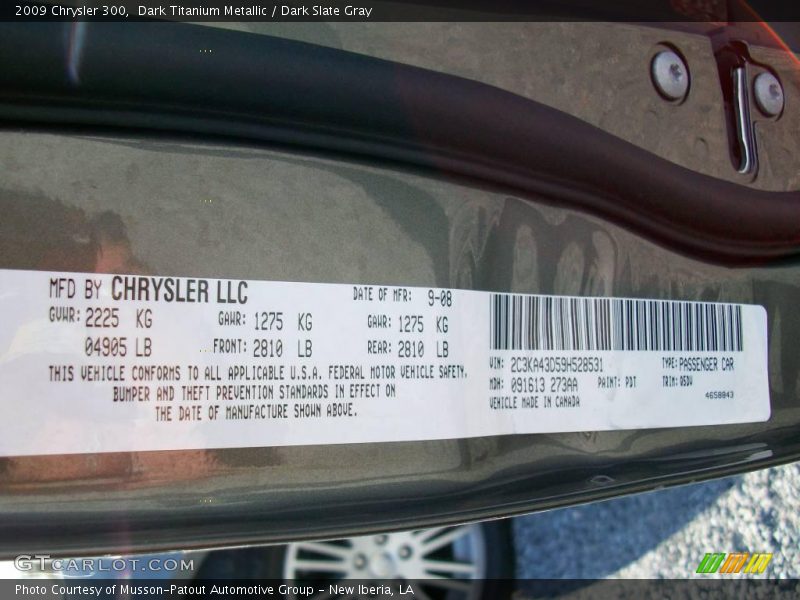 2009 Chrysler 300, Dark Titanium Metallic / Dark Slate Gray
MFD BY CHRYSLER LLC DATE OF MFR: 9-08
GVWR: 2225 KG GAWR: 1275 KG GAWR: 1275 KG
04905 LB FRONT: 2810 LB REAR: 2810 LB
THIS VEHICLE CONFORMS TO ALL APPLICABLE U.S.A. FEDERAL MOTOR VEHICLE SAFETY,
BUMPER AND THEFT PREVENTION STANDARDS IN EFFECT ON
THE DATE OF MANUFACTURE SHOWN ABOVE.
VIN: 2C3KA43D59H528531 TYPE: PASSENGER CAR
MDH: 091613 273AA PAINT: PDT TRIM: Q5DV
VEHICLE MADE IN CANADA 4658843
GTCARLOT.COM
Photo Courtesy of Musson-Patout Automotive Group - New Iberia, LA